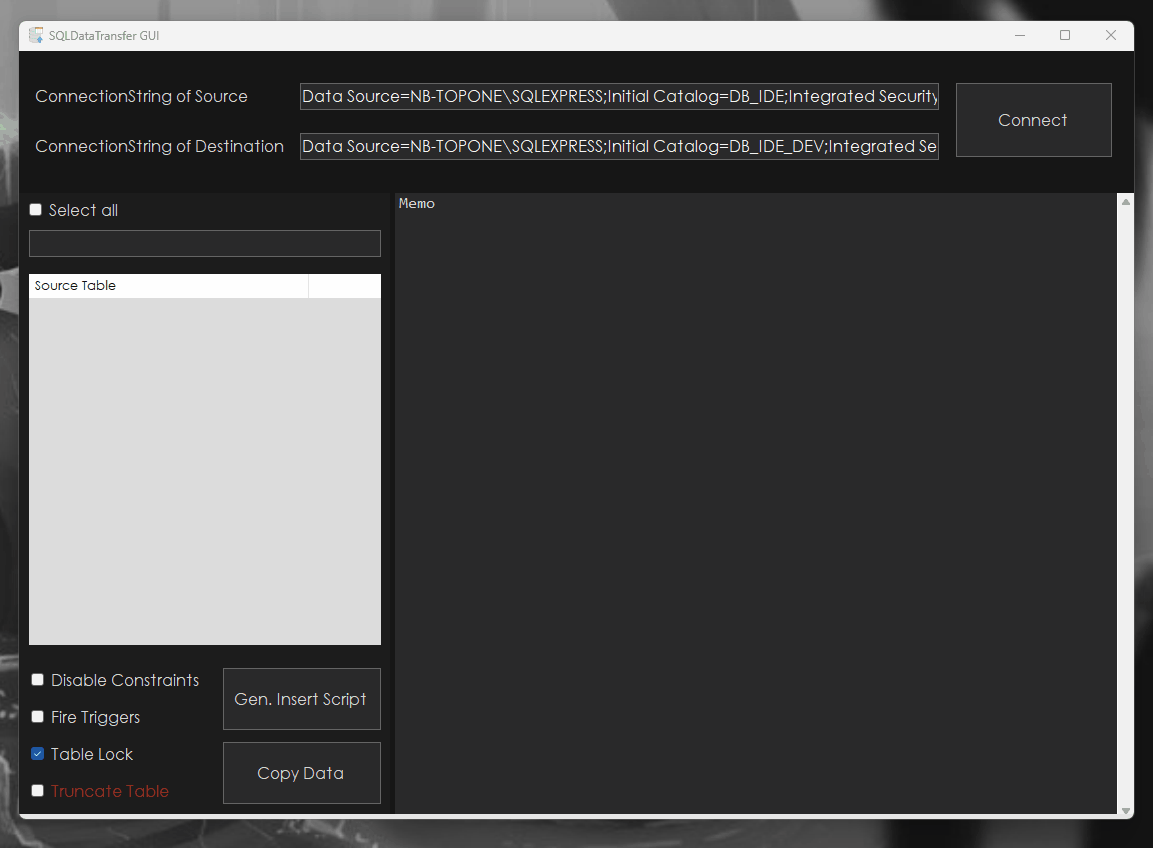 SQLDataTransfer GUI
ConnectionString of Source
Data Source=NB-TOPONE\SQLEXPRESS;Initial Catalog=DB_IDE;Integrated Security
Connect
ConnectionString of Destination
Data Source=NB-TOPONE\SQLEXPRESS;Initial Catalog=DB_IDE_DEV;Integrated Se
Select all
Memo
Source Table
Disable Constraints
Gen. Insert Script
Fire Triggers
Table Lock
Copy Data
Truncate Table